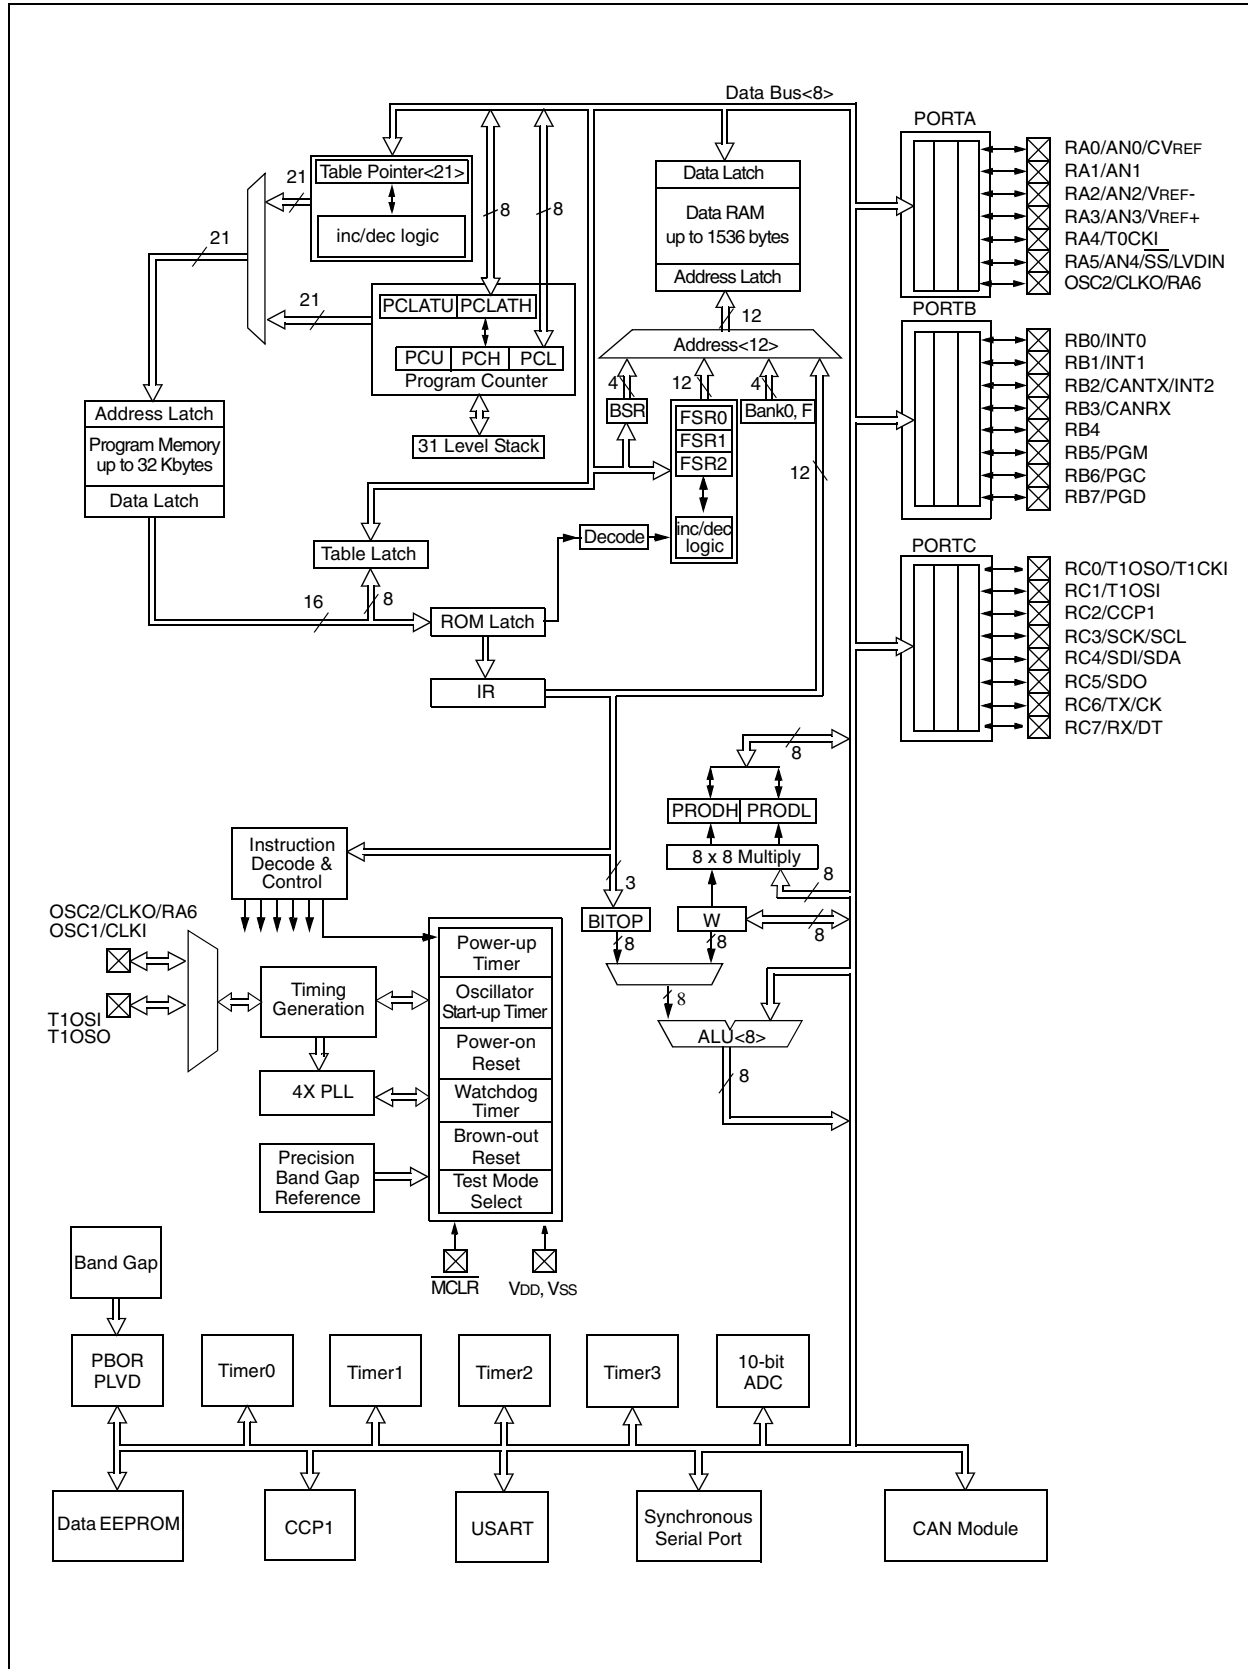 Data Bus<8>
PORTA
RA0/AN0/CVREF
RA1/AN1
RA2/AN2/VREF-
RA3/AN3/VREF+
RA4/T0CKI
RA5/AN4/SS/LVDIN
OSC2/CLKO/RA6
PORTB
RB0/INT0
RB1/INT1
RB2/CANTX/INT2
RB3/CANRX
RB4
RB5/PGM
RB6/PGC
RB7/PGD
PORTC
RC0/T1OSO/T1CKI
RC1/T1OSI
RC2/CCP1
RC3/SCK/SCL
RC4/SDI/SDA
RC5/SDO
RC6/TX/CK
RC7/RX/DT
Table Pointer<21>
inc/dec logic
21
21
21
8
8
PCLATU
PCLATH
PCU
PCH
PCL
Program Counter
31 Level Stack
Data Latch
Data RAM
up to 1536 bytes
Address Latch
12
Address<12>
4
12
4
BSR
FSR0
FSR1
FSR2
inc/dec
logic
Bank0, F
12
Address Latch
Program Memory
up to 32 Kbytes
Data Latch
Table Latch
Decode
16
8
ROM Latch
IR
8
PRODH
PRODL
8 x 8 Multiply
8
3
BITOP
W
8
8
8
8
ALU<8>
8
Instruction
Decode &
Control
OSC2/CLKO/RA6
OSC1/CLKI
T1OSI
T1OSO
Timing
Generation
4X PLL
Precision
Band Gap
Reference
Power-up
Timer
Oscillator
Start-up Timer
Power-on
Reset
Watchdog
Timer
Brown-out
Reset
Test Mode
Select
MCLR
VDD, VSS
Band Gap
PBOR
PLVD
Timer0
Timer1
Timer2
Timer3
10-bit
ADC
Data EEPROM
CCP1
USART
Synchronous
Serial Port
CAN Module